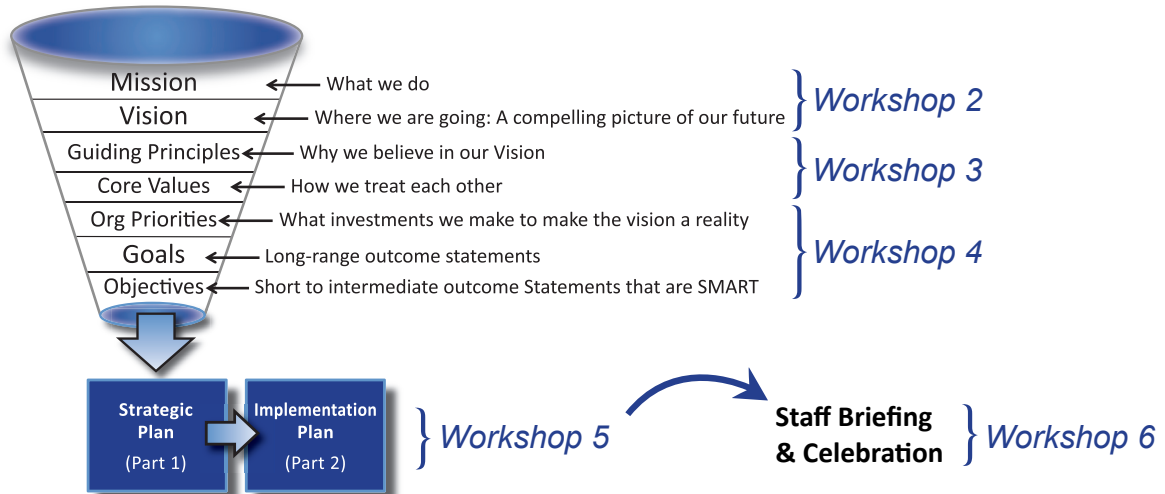 Mission
What we do
Vision
Where we are going: A compelling picture of our future
Workshop 2
Guiding Principles
Why we believe in our Vision
Core Values
How we treat each other
Workshop 3
Org Priorities
What investments we make to make the vision a reality
Goals
Long-range outcome statements
Objectives
Short to intermediate outcome Statements that are SMART
Workshop 4
Strategic
Plan
(Part 1)
Implementation
Plan
(Part 2)
Workshop 5
Staff Briefing
& Celebration
Workshop 6